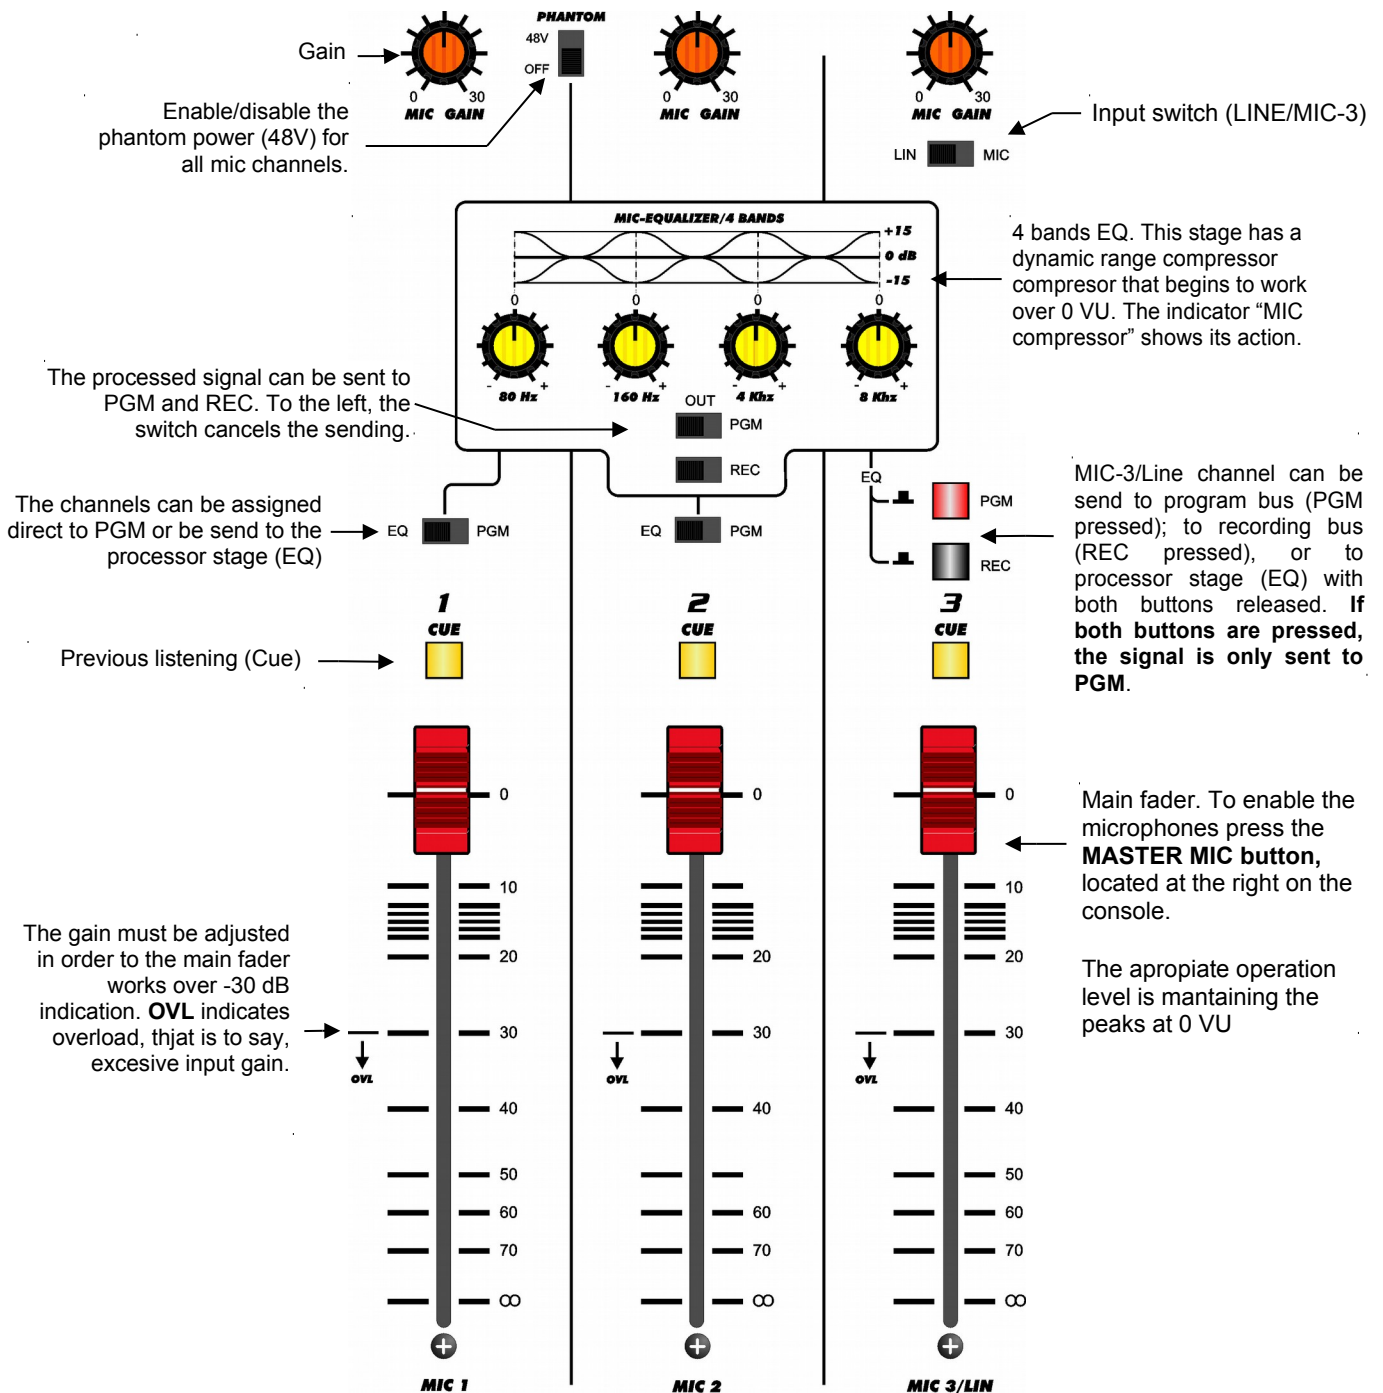 PHANTOM
48V
OFF
Gain
0 30
MIC GAIN
0 30
MIC GAIN
0 30
MIC GAIN
Enable/disable the
phantom power (48V) for
all mic channels.
Input switch (LINE/MIC-3)
LIN MIC
MIC-EQUALIZER/4 BANDS
+15
0 dB
-15
0 0 0 0
- + - + - + - +
80 Hz 160 Hz 4 Khz 8 Khz
4 bands EQ. This stage has a
dynamic range compressor
compresor that begins to work
over 0 VU. The indicator “MIC
compressor” shows its action.
The processed signal can be sent to
PGM and REC. To the left, the
switch cancels the sending.
OUT
PGM
REC
The channels can be assigned
direct to PGM or be send to the
processor stage (EQ)
EQ PGM
EQ PGM
EQ
PGM
REC
MIC-3/Line channel can be
send to program bus (PGM
pressed); to recording bus
(REC pressed), or to
processor stage (EQ) with
both buttons released. If
both buttons are pressed,
the signal is only sent to
PGM.
1 2 3
CUE CUE CUE
Previous listening (Cue)
0 0 0
10 10 10
20 20 20
30 30 30
OVL OVL OVL
40 40 40
50 50
60 60 60
70 70 70
∞ ∞ ∞
Main fader. To enable the
microphones press the
MASTER MIC button,
located at the right on the
console.
The apropiate operation
level is mantaining the
peaks at 0 VU
The gain must be adjusted
in order to the main fader
works over -30 dB
indication. OVL indicates
overload, thjat is to say,
excesive input gain.
MIC 1 MIC 2 MIC 3/LIN